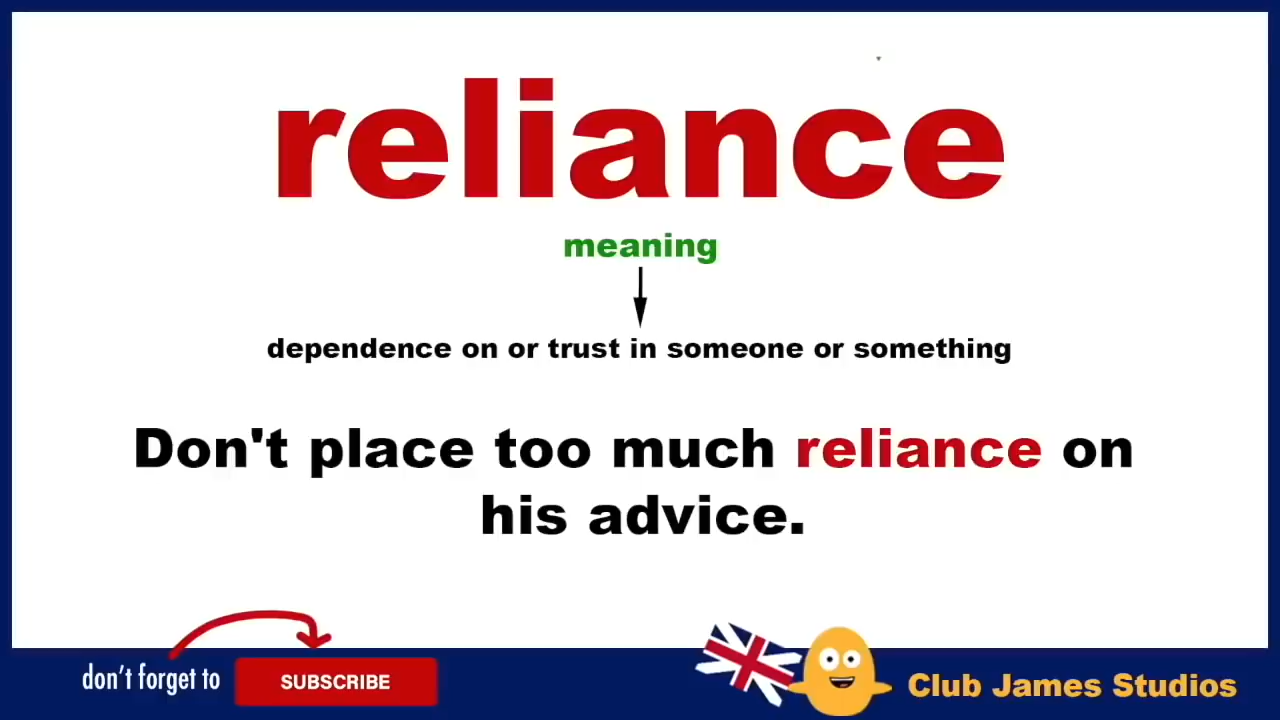 reliance
meaning
dependence on or trust in someone or something
Don't place too much reliance on
his advice.
don't forget to
SUBSCRIBE
Club James Studios